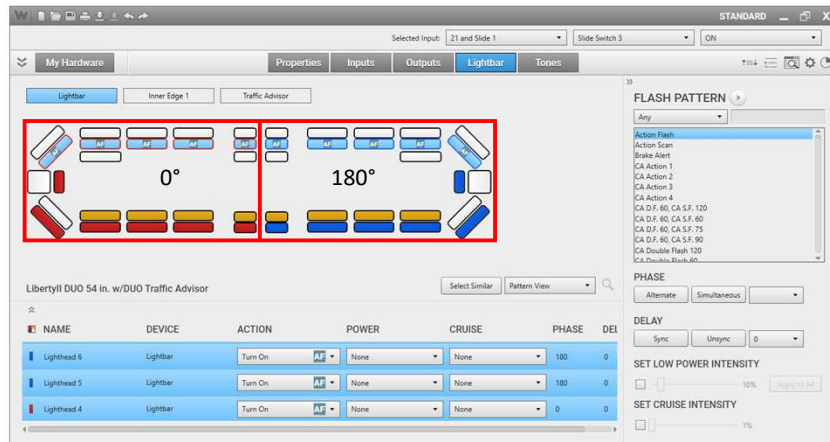 W STANDARD
Selected Input: 21 and Slide 1 Slide Switch 3 ON
My Hardware Properties Inputs Outputs Lightbar Tones
Lightbar Inner Edge 1 Traffic Advisor
AF AF AF AF AF AF AF AF AF AF
0° 180°
LibertyII DUO 54 in. w/DUO Traffic Advisor Select Similar Pattern View
NAME DEVICE ACTION POWER CRUISE PHASE DEL
Lighthead 6 Lightbar Turn On AF None None 180 0
Lighthead 5 Lightbar Turn On AF None None 180 0
Lighthead 4 Lightbar Turn On AF None None 0 0
FLASH PATTERN
Any
Action Flash
Action Scan
Brake Alert
CA Action 1
CA Action 2
CA Action 3
CA Action 4
CA D.F. 60, CA S.F. 120
CA D.F. 60, CA S.F. 60
CA D.F. 60, CA S.F. 75
CA D.F. 60, CA S.F. 90
CA Double Flash 120
CA Double Flash 60
PHASE
Alternate Simultaneous
DELAY
Sync Unsync 0
SET LOW POWER INTENSITY
10% Apply to All
SET CRUISE INTENSITY
1%